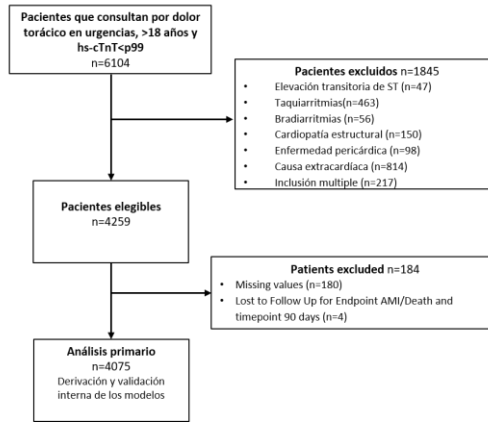 Pacientes que consultan por dolor
torácico en urgencias, >18 años y
hs-cTnT<p99
n=6104
Pacientes excluidos n=1845
• Elevación transitoria de ST (n=47)
• Taquiarritmias(n=463)
• Bradiarritmias (n=56)
• Cardiopatía estructural (n=150)
• Enfermedad pericárdica (n=98)
• Causa extracardíaca (n=814)
• Inclusión multiple (n=217)
Pacientes elegibles
n=4259
Patients excluded n=184
• Missing values (n=180)
• Lost to Follow Up for Endpoint AMI/Death and
timepoint 90 days (n=4)
Análisis primario
n=4075
Derivación y validación
interna de los modelos